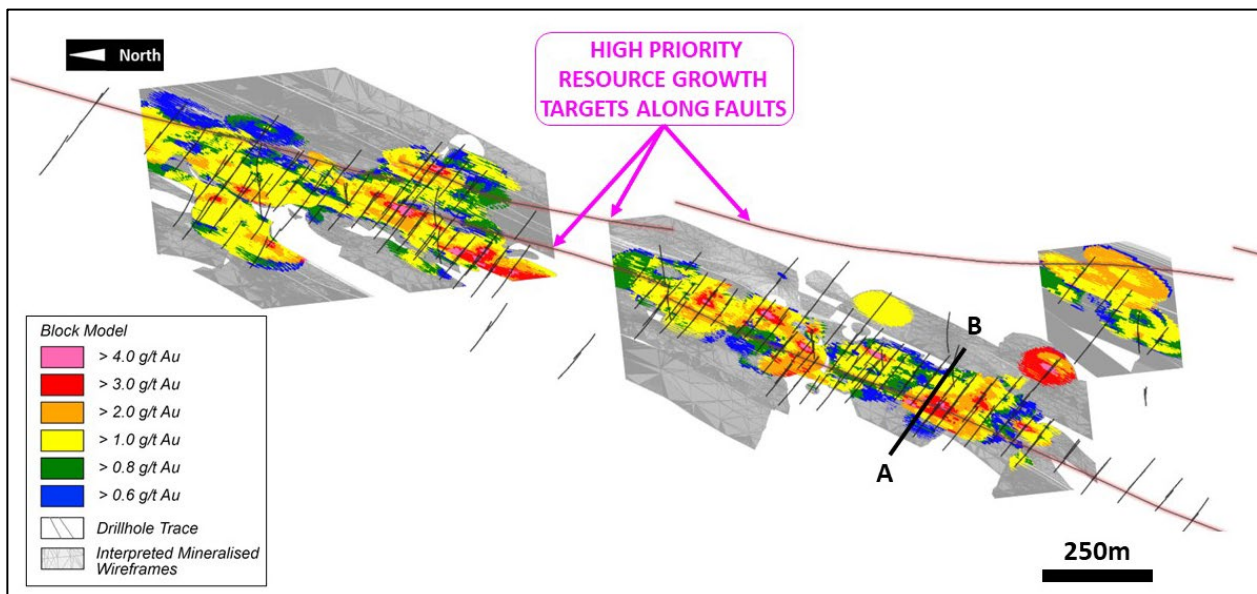 North
HIGH PRIORITY
RESOURCE GROWTH
TARGETS ALONG FAULTS
B
A
Block Model
> 4.0 g/t Au
> 3.0 g/t Au
> 2.0 g/t Au
> 1.0 g/t Au
> 0.8 g/t Au
> 0.6 g/t Au
Drillhole Trace
Interpreted Mineralised
Wireframes
250m